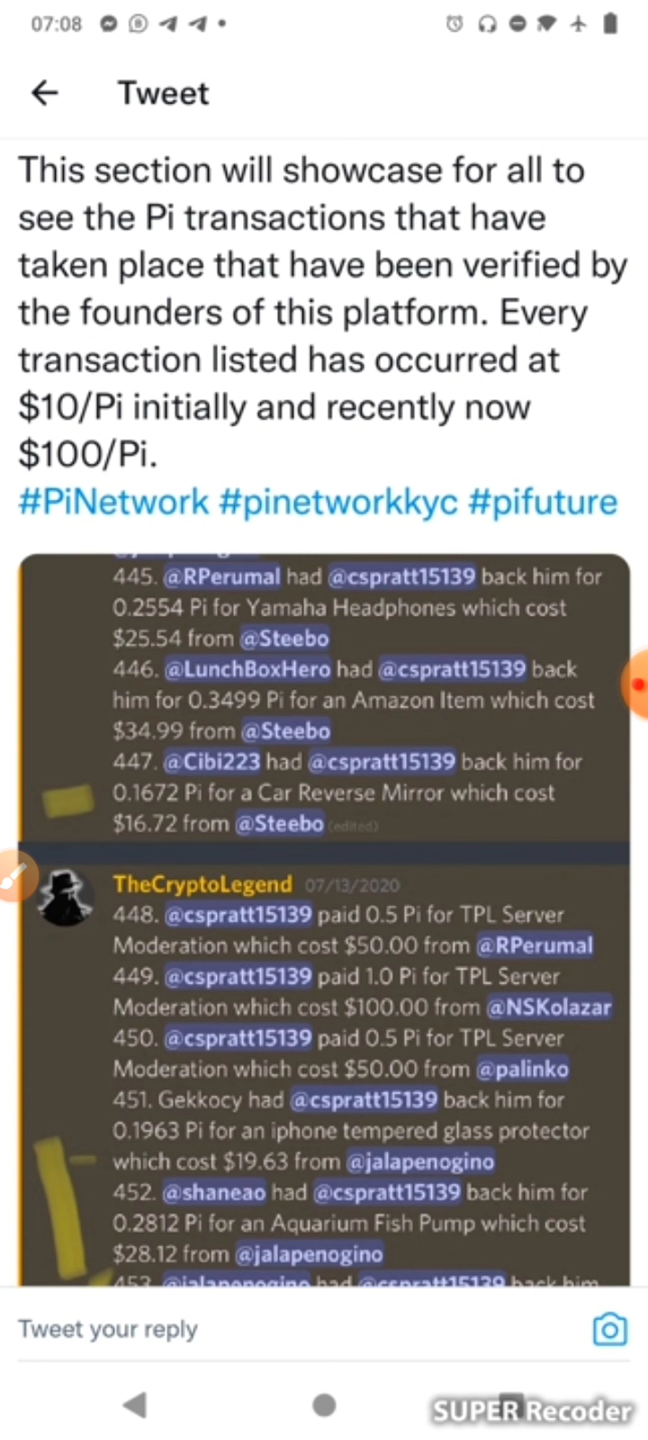 07:08
Tweet
This section will showcase for all to
see the Pi transactions that have
taken place that have been verified by
the founders of this platform. Every
transaction listed has occurred at
$10/Pi initially and recently now
$100/Pi.
#PiNetwork #pinetworkkyc #pifuture
445. @RPerumal had @cspratt15139 back him for
0.2554 Pi for Yamaha Headphones which cost
$25.54 from @Steebo
446. @LunchBoxHero had @cspratt15139 back
him for 0.3499 Pi for an Amazon Item which cost
$34.99 from @Steebo
447. @Cibi223 had @cspratt15139 back him for
0.1672 Pi for a Car Reverse Mirror which cost
$16.72 from @Steebo (edited)
TheCryptoLegend 07/13/2020
448. @cspratt15139 paid 0.5 Pi for TPL Server
Moderation which cost $50.00 from @RPerumal
449. @cspratt15139 paid 1.0 Pi for TPL Server
Moderation which cost $100.00 from @NSKolazar
450. @cspratt15139 paid 0.5 Pi for TPL Server
Moderation which cost $50.00 from @palinko
451. Gekkocy had @cspratt15139 back him for
0.1963 Pi for an iphone tempered glass protector
which cost $19.63 from @jalapenogino
452. @shaneao had @cspratt15139 back him for
0.2812 Pi for an Aquarium Fish Pump which cost
$28.12 from @jalapenogino
453. @jalapenogino had @cspratt15139 back him
Tweet your reply
SUPER Recoder